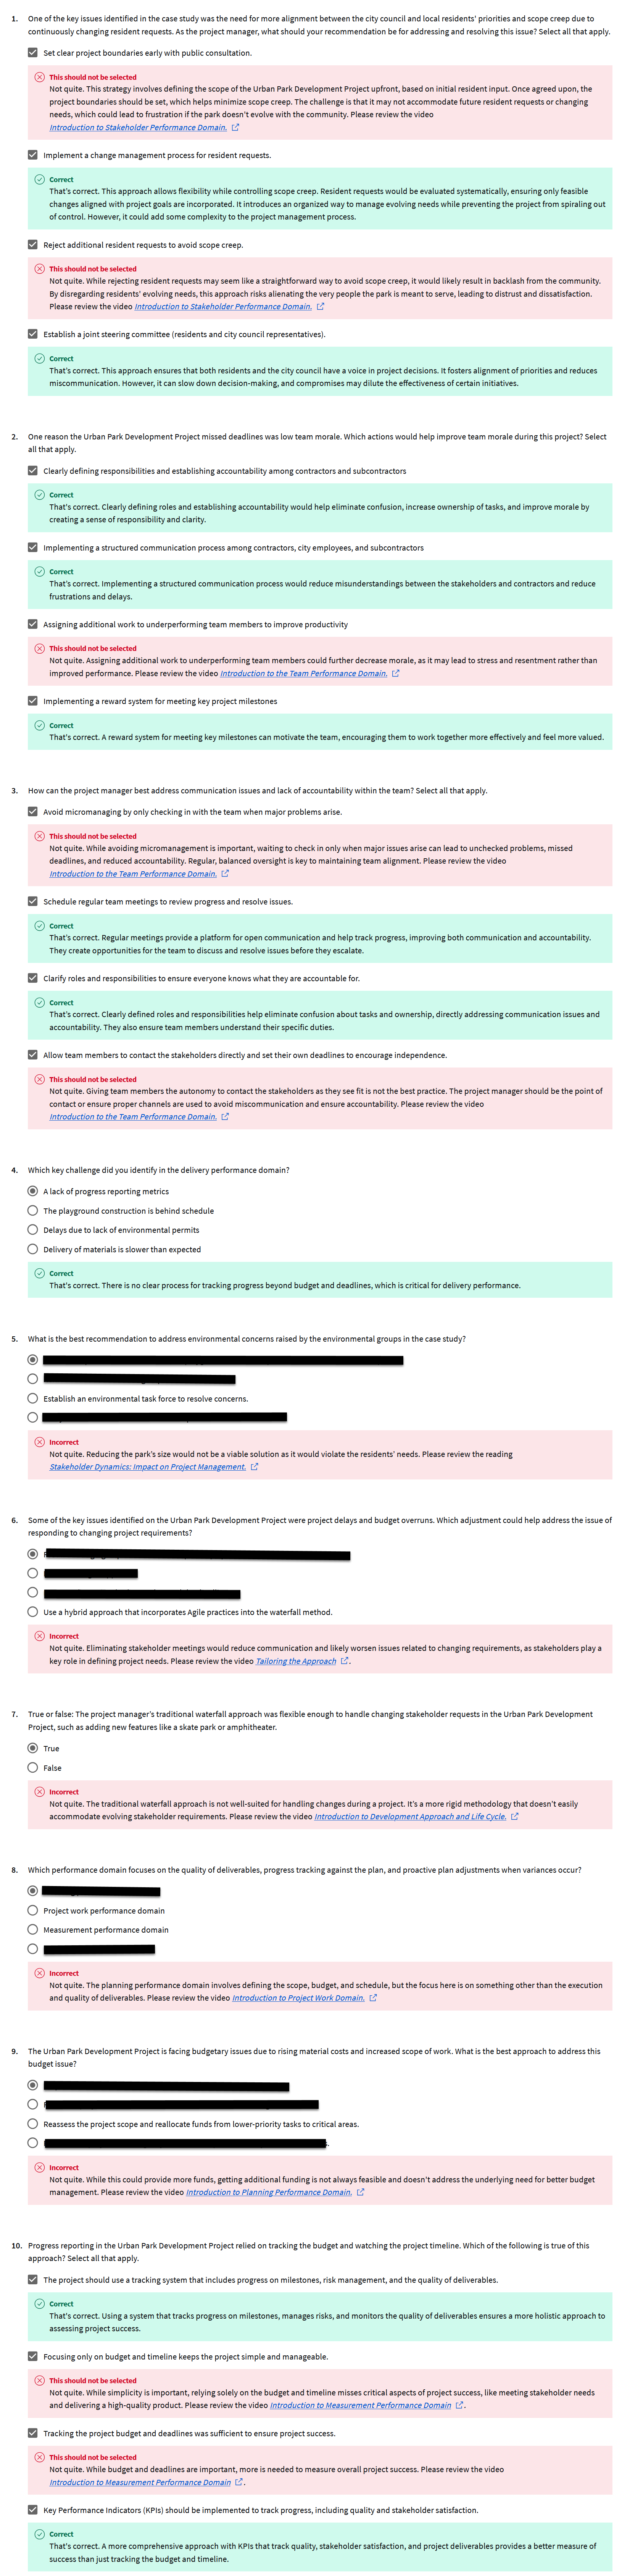 1. One of the key issues identified in the case study was the need for more alignment between the city council and local residents' priorities and scope creep due to
continuously changing resident requests. As the project manager, what should your recommendation be for addressing and resolving this issue? Select all that apply.
Set clear project boundaries early with public consultation.
This should not be selected
Not quite. This strategy involves defining the scope of the Urban Park Development Project upfront, based on initial resident input. Once agreed upon, the
project boundaries should be set, which helps minimize scope creep. The challenge is that it may not accommodate future resident requests or changing
needs, which could lead to frustration if the park doesn't evolve with the community. Please review the video
Introduction to Stakeholder Performance Domain.
Implement a change management process for resident requests.
Correct
That's correct. This approach allows flexibility while controlling scope creep. Resident requests would be evaluated systematically, ensuring only feasible
changes aligned with project goals are incorporated. It introduces an organized way to manage evolving needs while preventing the project from spiraling out
of control. However, it could add some complexity to the project management process.
Reject additional resident requests to avoid scope creep.
This should not be selected
Not quite. While rejecting resident requests may seem like a straightforward way to avoid scope creep, it would likely result in backlash from the community.
By disregarding residents' evolving needs, this approach risks alienating the very people the park is meant to serve, leading to distrust and dissatisfaction.
Please review the video Introduction to Stakeholder Performance Domain.
Establish a joint steering committee (residents and city council representatives).
Correct
That's correct. This approach ensures that both residents and the city council have a voice in project decisions. It fosters alignment of priorities and reduces
miscommunication. However, it can slow down decision-making, and compromises may dilute the effectiveness of certain initiatives.
2. One reason the Urban Park Development Project missed deadlines was low team morale. Which actions would help improve team morale during this project? Select
all that apply.
Clearly defining responsibilities and establishing accountability among contractors and subcontractors
Correct
That's correct. Clearly defining roles and establishing accountability would help eliminate confusion, increase ownership of tasks, and improve morale by
creating a sense of responsibility and clarity.
Implementing a structured communication process among contractors, city employees, and subcontractors
Correct
That's correct. Implementing a structured communication process would reduce misunderstandings between the stakeholders and contractors and reduce
frustrations and delays.
Assigning additional work to underperforming team members to improve productivity
This should not be selected
Not quite. Assigning additional work to underperforming team members could further decrease morale, as it may lead to stress and resentment rather than
improved performance. Please review the video Introduction to the Team Performance Domain.
Implementing a reward system for meeting key project milestones
Correct
That's correct. A reward system for meeting key milestones can motivate the team, encouraging them to work together more effectively and feel more valued.
3. How can the project manager best address communication issues and lack of accountability within the team? Select all that apply.
Avoid micromanaging by only checking in with the team when major problems arise.
This should not be selected
Not quite. While avoiding micromanagement is important, waiting to check in only when major issues arise can lead to unchecked problems, missed
deadlines, and reduced accountability. Regular, balanced oversight is key to maintaining team alignment. Please review the video
Introduction to the Team Performance Domain.
Schedule regular team meetings to review progress and resolve issues.
Correct
That's correct. Regular meetings provide a platform for open communication and help track progress, improving both communication and accountability.
They create opportunities for the team to discuss and resolve issues before they escalate.
Clarify roles and responsibilities to ensure everyone knows what they are accountable for.
Correct
That's correct. Clearly defined roles and responsibilities help eliminate confusion about tasks and ownership, directly addressing communication issues and
accountability. They also ensure team members understand their specific duties.
Allow team members to contact the stakeholders directly and set their own deadlines to encourage independence.
This should not be selected
Not quite. Giving team members the autonomy to contact the stakeholders as they see fit is not the best practice. The project manager should be the point of
contact or ensure proper channels are used to avoid miscommunication and ensure accountability. Please review the video
Introduction to the Team Performance Domain.
4. Which key challenge did you identify in the delivery performance domain?
A lack of progress reporting metrics
The playground construction is behind schedule
Delays due to lack of environmental permits
Delivery of materials is slower than expected
Correct
That's correct. There is no clear process for tracking progress beyond budget and deadlines, which is critical for delivery performance.
5. What is the best recommendation to address environmental concerns raised by the environmental groups in the case study?
Establish an environmental task force to resolve concerns.
Incorrect
Not quite. Reducing the park's size would not be a viable solution as it would violate the residents' needs. Please review the reading
Stakeholder Dynamics: Impact on Project Management.
6. Some of the key issues identified on the Urban Park Development Project were project delays and budget overruns. Which adjustment could help address the issue of
responding to changing project requirements?
Use a hybrid approach that incorporates Agile practices into the waterfall method.
Incorrect
Not quite. Eliminating stakeholder meetings would reduce communication and likely worsen issues related to changing requirements, as stakeholders play a
key role in defining project needs. Please review the video Tailoring the Approach.
7. True or false: The project manager's traditional waterfall approach was flexible enough to handle changing stakeholder requests in the Urban Park Development
Project, such as adding new features like a skate park or amphitheater.
True
False
Incorrect
Not quite. The traditional waterfall approach is not well-suited for handling changes during a project. It's a more rigid methodology that doesn't easily
accommodate evolving stakeholder requirements. Please review the video Introduction to Development Approach and Life Cycle.
8. Which performance domain focuses on the quality of deliverables, progress tracking against the plan, and proactive plan adjustments when variances occur?
Project work performance domain
Measurement performance domain
Incorrect
Not quite. The planning performance domain involves defining the scope, budget, and schedule, but the focus here is on something other than the execution
and quality of deliverables. Please review the video Introduction to Project Work Domain.
9. The Urban Park Development Project is facing budgetary issues due to rising material costs and increased scope of work. What is the best approach to address this
budget issue?
Reassess the project scope and reallocate funds from lower-priority tasks to critical areas.
Incorrect
Not quite. While this could provide more funds, getting additional funding is not always feasible and doesn't address the underlying need for better budget
management. Please review the video Introduction to Planning Performance Domain.
10. Progress reporting in the Urban Park Development Project relied on tracking the budget and watching the project timeline. Which of the following is true of this
approach? Select all that apply.
The project should use a tracking system that includes progress on milestones, risk management, and the quality of deliverables.
Correct
That's correct. Using a system that tracks progress on milestones, manages risks, and monitors the quality of deliverables ensures a more holistic approach to
assessing project success.
Focusing only on budget and timeline keeps the project simple and manageable.
This should not be selected
Not quite. While simplicity is important, relying solely on the budget and timeline misses critical aspects of project success, like meeting stakeholder needs
and delivering a high-quality product. Please review the video Introduction to Measurement Performance Domain.
Tracking the project budget and deadlines was sufficient to ensure project success.
This should not be selected
Not quite. While budget and deadlines are important, more is needed to measure overall project success. Please review the video
Introduction to Measurement Performance Domain.
Key Performance Indicators (KPIs) should be implemented to track progress, including quality and stakeholder satisfaction.
Correct
That's correct. A more comprehensive approach with KPIs that track quality, stakeholder satisfaction, and project deliverables provides a better measure of
success than just tracking the budget and timeline.